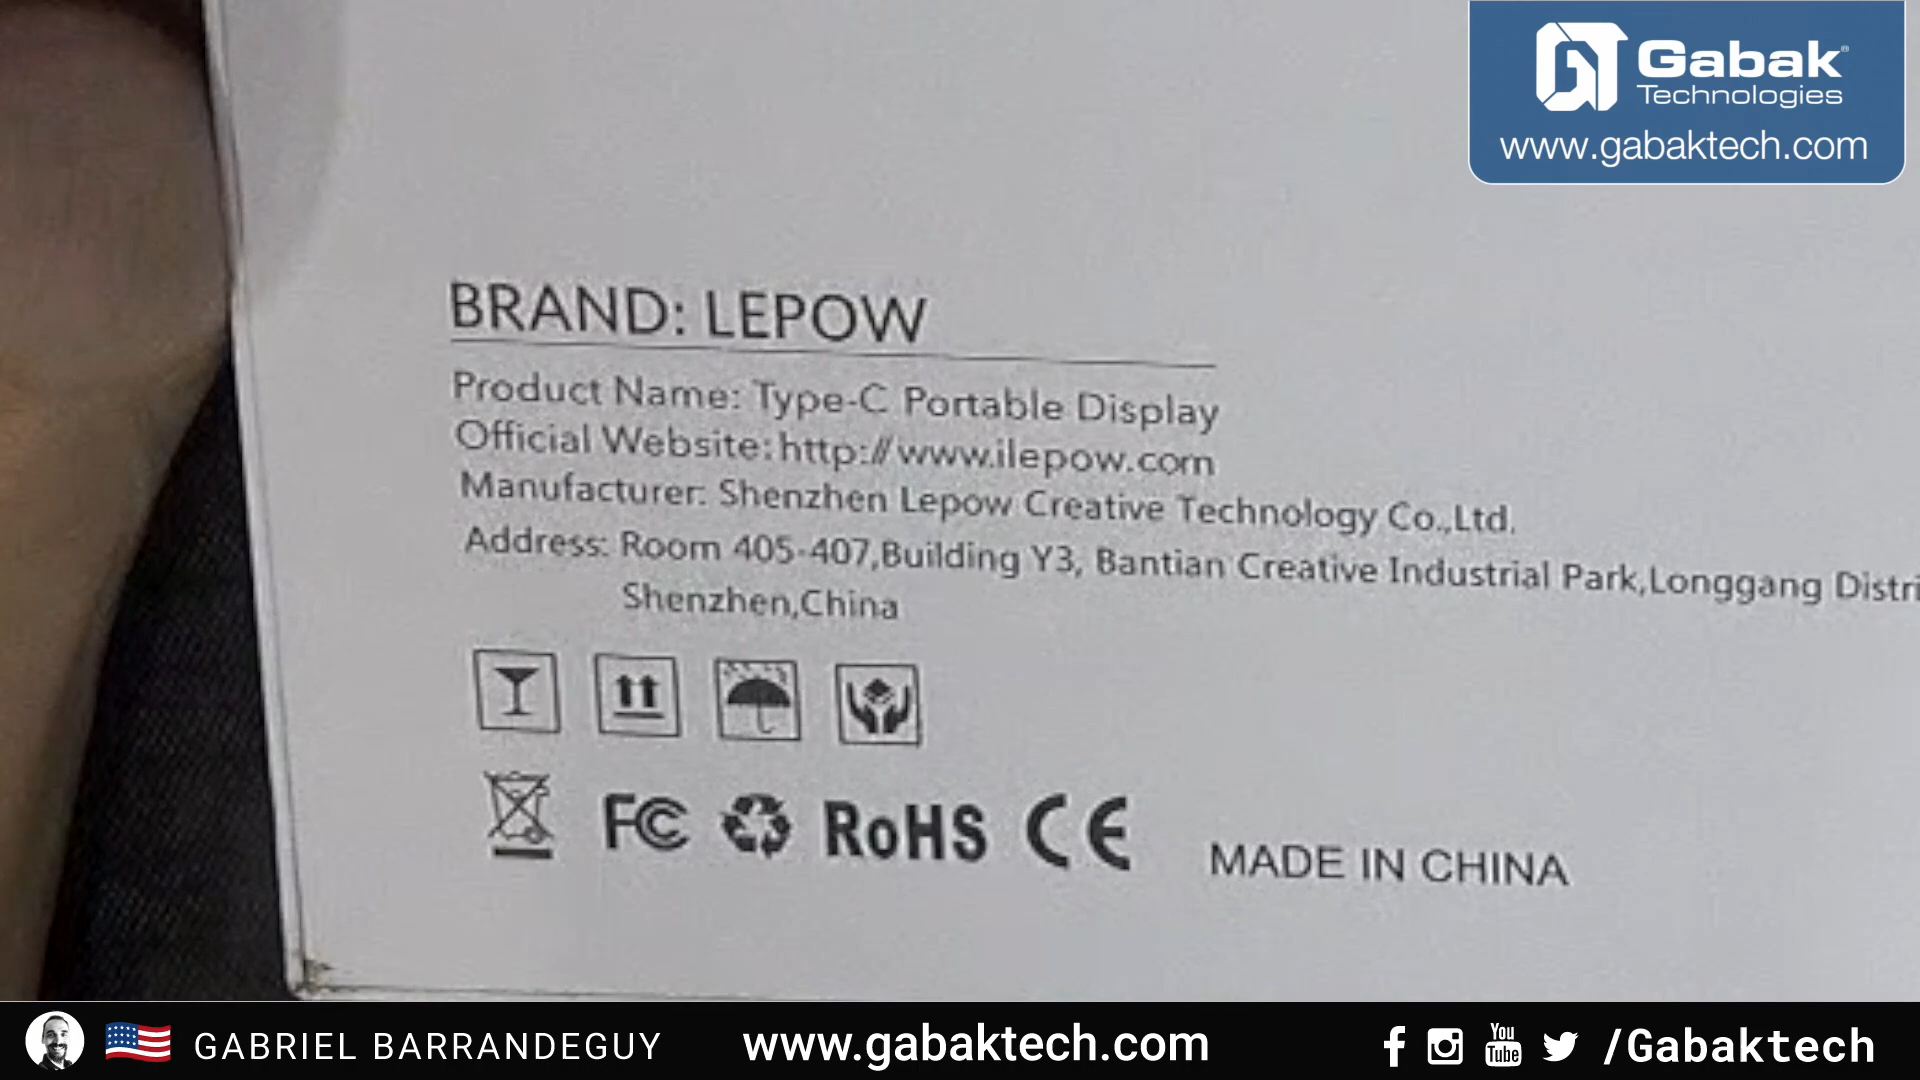 Gabak
Technologies
www.gabaktech.com
BRAND: LEPOW
Product Name: Type-C Portable Display
Official Website: http://www.ilepow.com
Manufacturer: Shenzhen Lepow Creative Technology Co.,Ltd.
Address: Room 405-407,Building Y3, Bantian Creative Industrial Park,Longgang Distri
Shenzhen,China
FC RoHS CE MADE IN CHINA
GABRIEL BARRANDEGUY www.gabaktech.com You Tube /Gabaktech